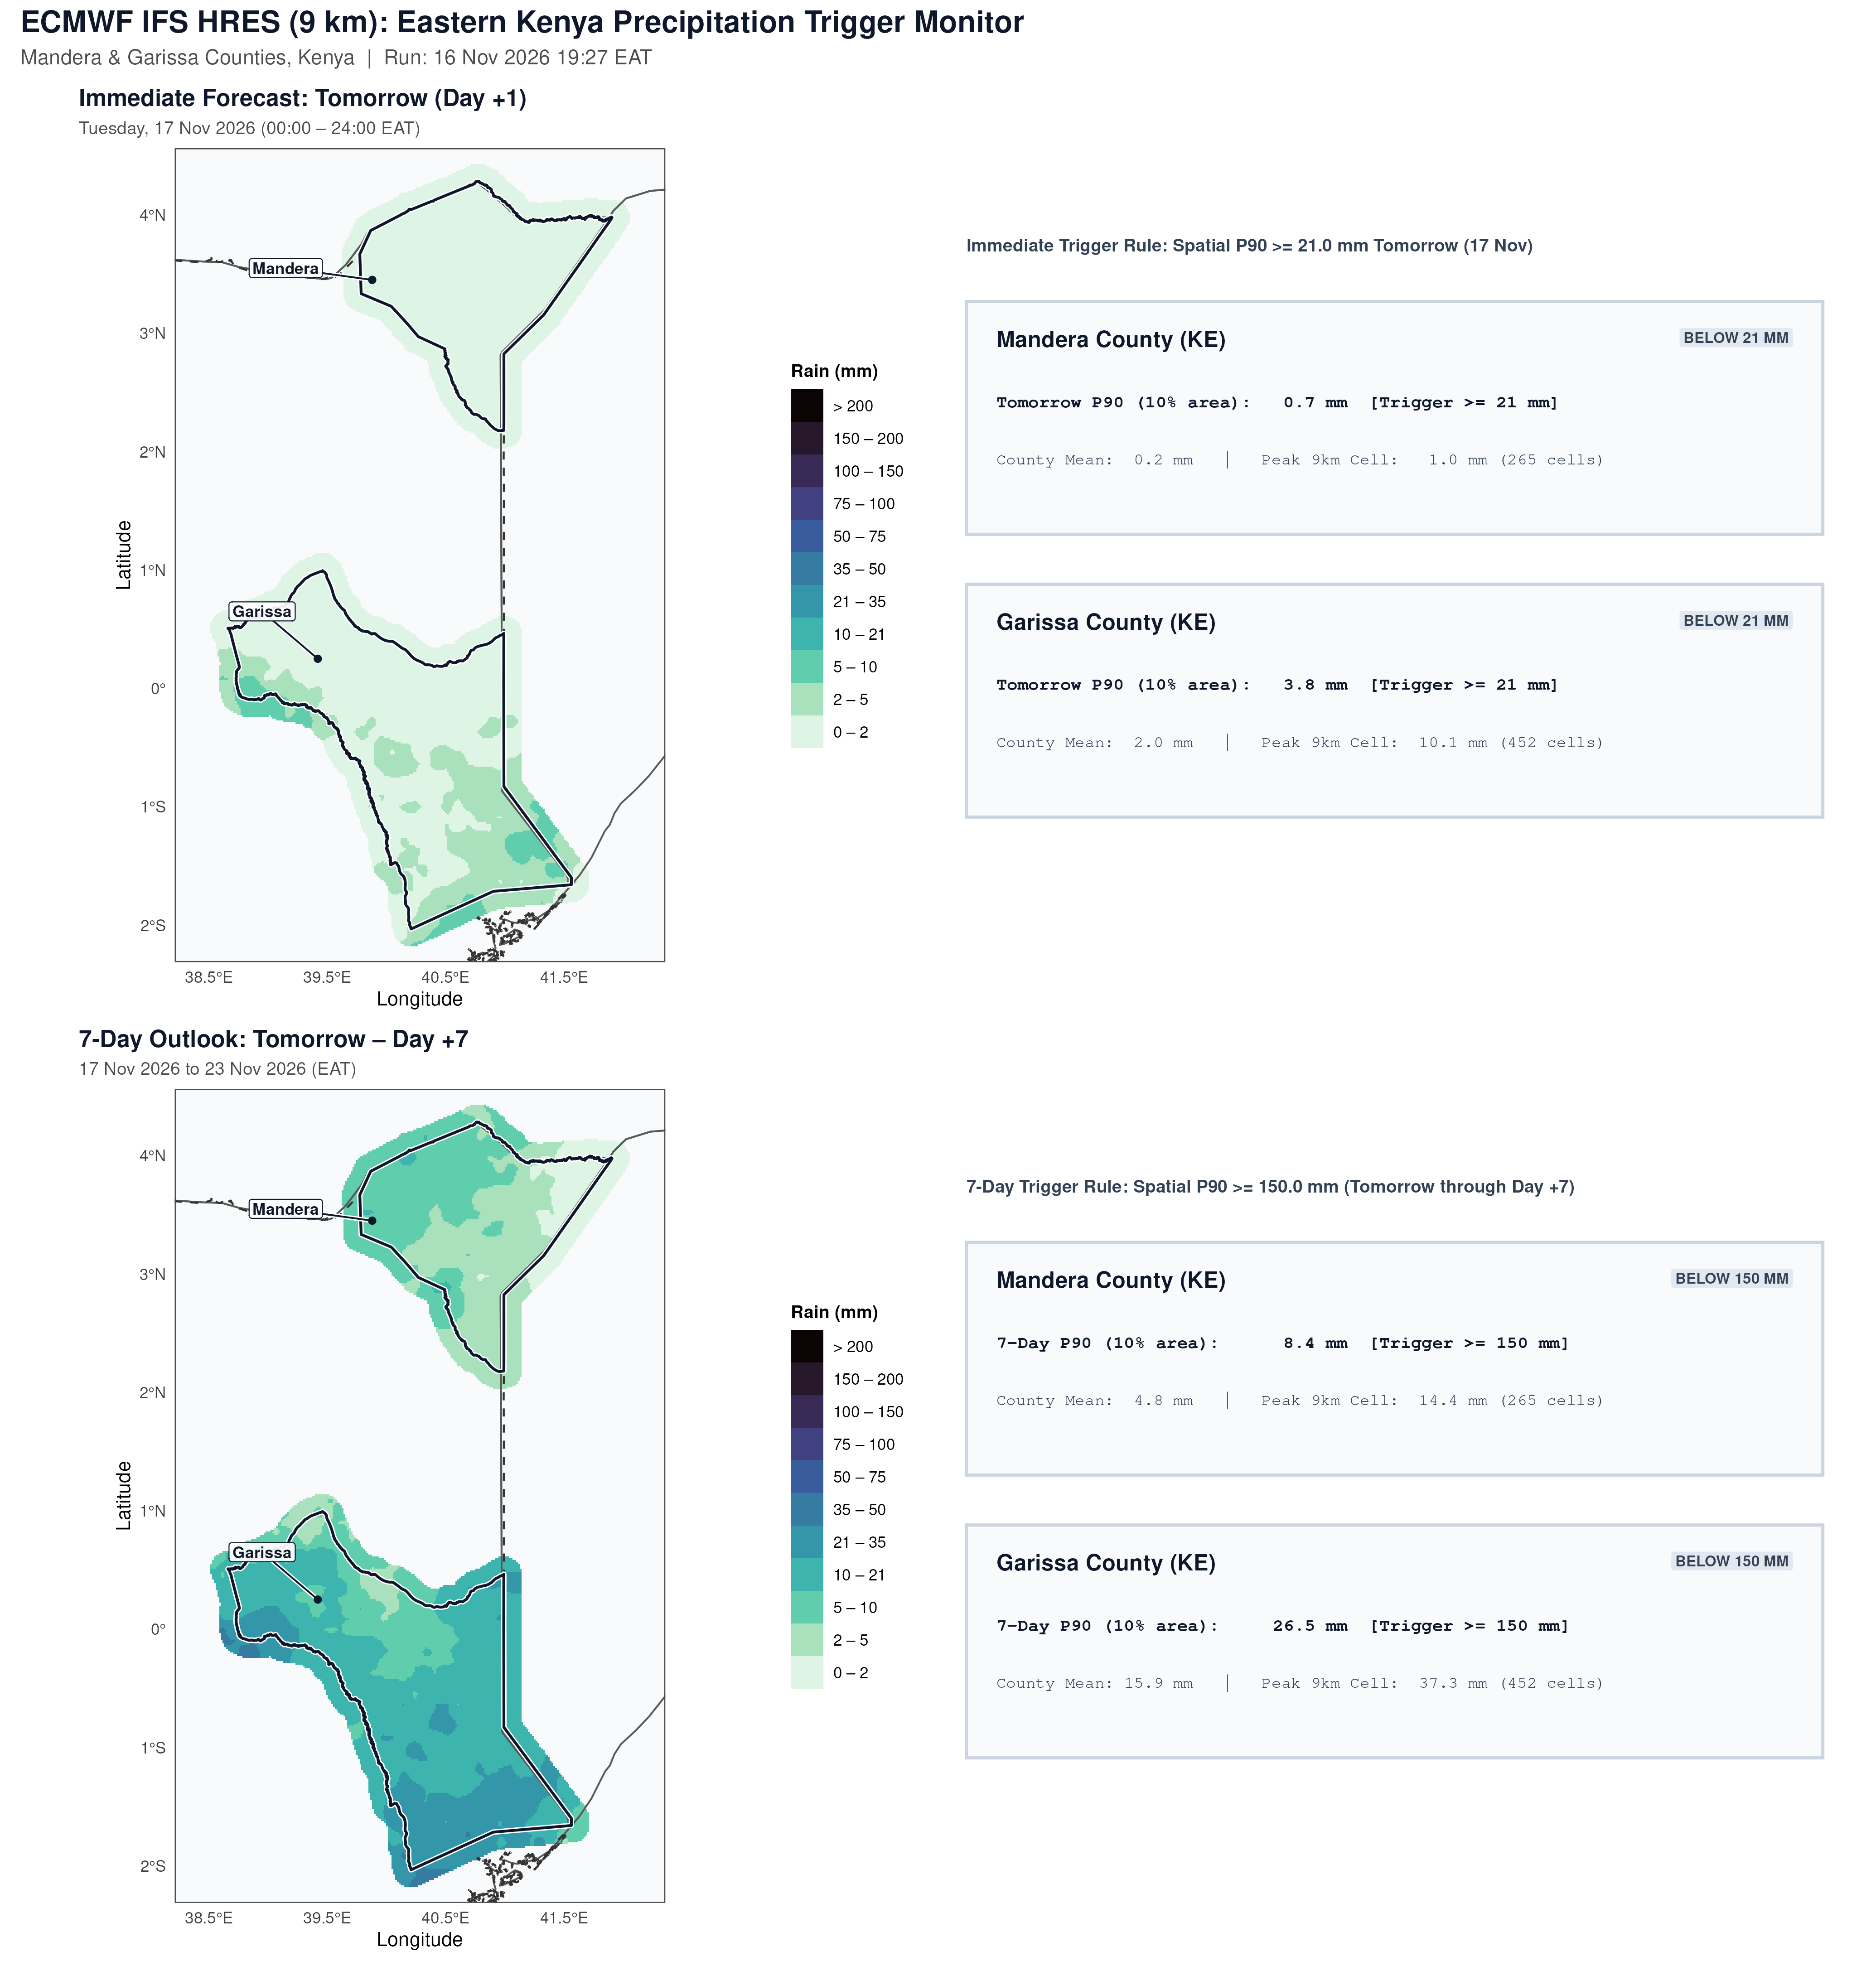 ECMWF IFS HRES (9 km): Eastern Kenya Precipitation Trigger Monitor
Mandera & Garissa Counties, Kenya | Run: 16 Nov 2026 19:27 EAT
Immediate Forecast: Tomorrow (Day +1)
Tuesday, 17 Nov 2026 (00:00 – 24:00 EAT)
4°N
3°N
2°N
1°N
0°
1°S
2°S
Latitude
Mandera
Garissa
38.5°E 39.5°E 40.5°E 41.5°E
Longitude
Rain (mm)
> 200
150 – 200
100 – 150
75 – 100
50 – 75
35 – 50
21 – 35
10 – 21
5 – 10
2 – 5
0 – 2
Immediate Trigger Rule: Spatial P90 >= 21.0 mm Tomorrow (17 Nov)
Mandera County (KE) BELOW 21 MM
Tomorrow P90 (10% area): 0.7 mm [Trigger >= 21 mm]
County Mean: 0.2 mm | Peak 9km Cell: 1.0 mm (265 cells)
Garissa County (KE) BELOW 21 MM
Tomorrow P90 (10% area): 3.8 mm [Trigger >= 21 mm]
County Mean: 2.0 mm | Peak 9km Cell: 10.1 mm (452 cells)
7-Day Outlook: Tomorrow – Day +7
17 Nov 2026 to 23 Nov 2026 (EAT)
4°N
3°N
2°N
1°N
0°
1°S
2°S
Latitude
Mandera
Garissa
38.5°E 39.5°E 40.5°E 41.5°E
Longitude
Rain (mm)
> 200
150 – 200
100 – 150
75 – 100
50 – 75
35 – 50
21 – 35
10 – 21
5 – 10
2 – 5
0 – 2
7-Day Trigger Rule: Spatial P90 >= 150.0 mm (Tomorrow through Day +7)
Mandera County (KE) BELOW 150 MM
7−Day P90 (10% area): 8.4 mm [Trigger >= 150 mm]
County Mean: 4.8 mm | Peak 9km Cell: 14.4 mm (265 cells)
Garissa County (KE) BELOW 150 MM
7−Day P90 (10% area): 26.5 mm [Trigger >= 150 mm]
County Mean: 15.9 mm | Peak 9km Cell: 37.3 mm (452 cells)